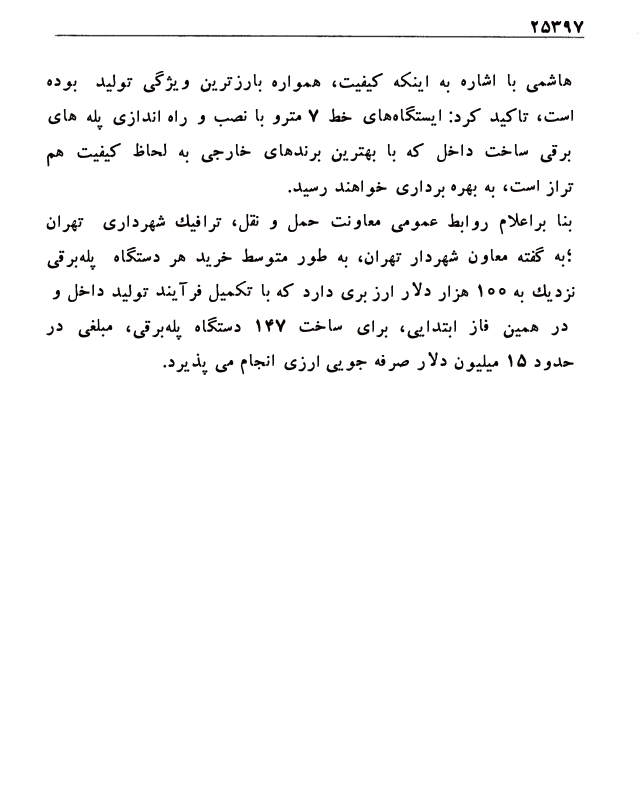 ۲۵۳۹۷
هاشمی با اشاره به اینکه کیفیت، همواره بارزترین ویژگی تولید بوده
است، تاکید کرد: ایستگاه‌های خط ۷ مترو با نصب و راه اندازی پله های
برقی ساخت داخل که با بهترین برندهای خارجی به لحاظ کیفیت هم
تراز است، به بهره برداری خواهند رسید.
بنا براعلام روابط عمومی معاونت حمل و نقل، ترافیك شهرداری تهران
؛به گفته معاون شهردار تهران، به طور متوسط خرید هر دستگاه پله‌برقی
نزدیك به ۱۰۰ هزار دلار ارز بری دارد که با تکمیل فرآیند تولید داخل و
در همین فاز ابتدایی، برای ساخت ۱۴۷ دستگاه پله‌برقی، مبلغی در
حدود ۱۵ میلیون دلار صرفه جویی ارزی انجام می پذیرد.